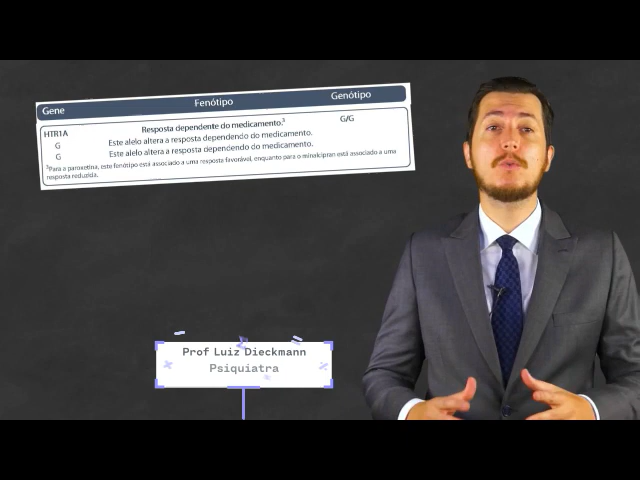 Gene Fenótipo Genótipo
HTR1A Resposta dependente do medicamento.³ G/G
G Este alelo altera a resposta dependendo do medicamento.
G Este alelo altera a resposta dependendo do medicamento.
³Para a paroxetina, este fenótipo está associado a uma resposta favorável, enquanto para o minalcipran está associado a uma
resposta reduzida.
Prof Luiz Dieckmann
Psiquiatra